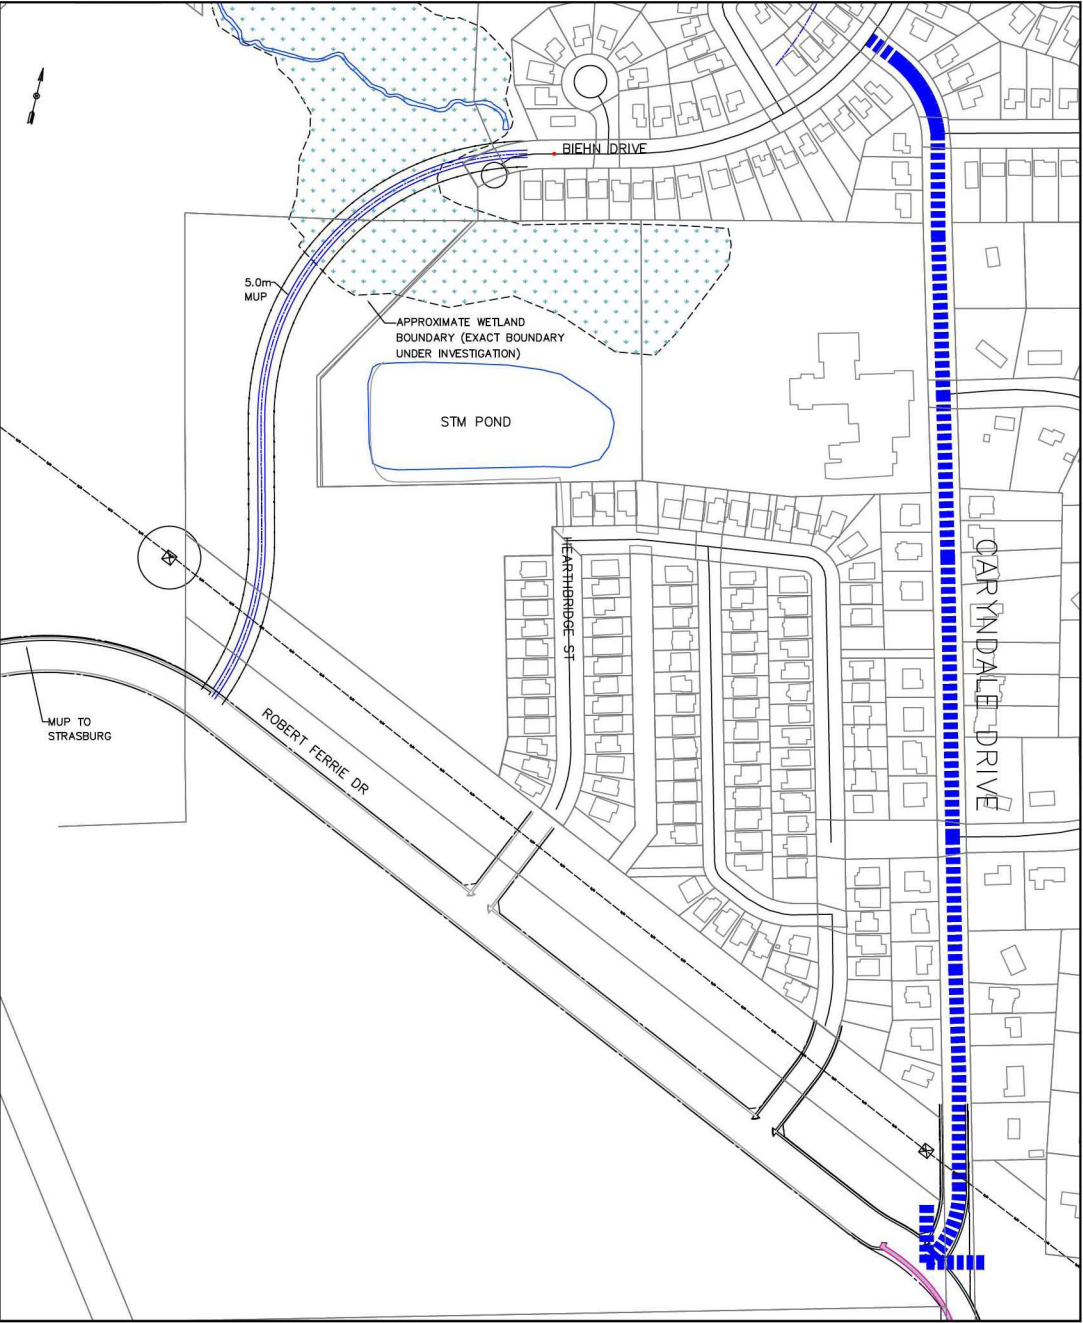 BIEHN DRIVE
5.0m
MUP
APPROXIMATE WETLAND
BOUNDARY (EXACT BOUNDARY
UNDER INVESTIGATION)
STM POND
HEARTHBRIDGE ST
CARYNDALE DRIVE
MUP TO
STRASBURG
ROBERT FERRIE DR